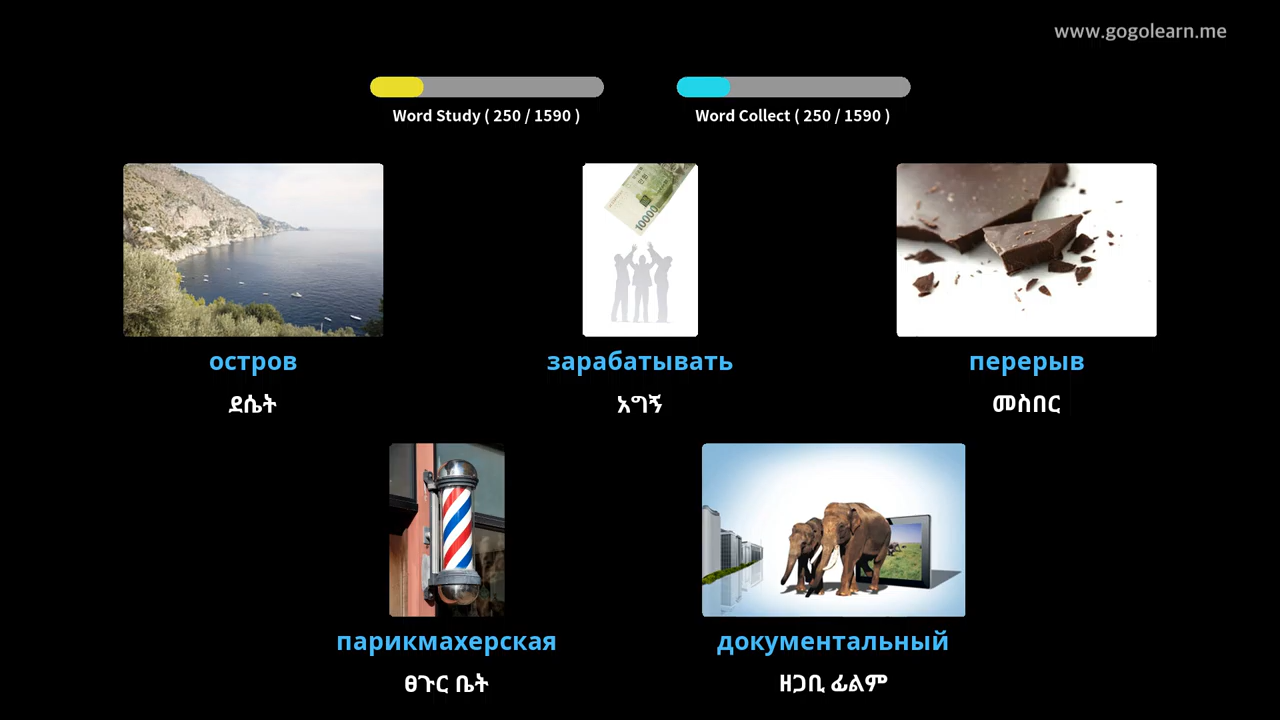 www.gogolearn.me
Word Study ( 250 / 1590 )
Word Collect ( 250 / 1590 )
10000
остров
зарабатывать
перерыв
ደሴት
አግኝ
መስበር
парикмахерская
документальный
ፀጉር ቤት
ዘጋቢ ፊልም